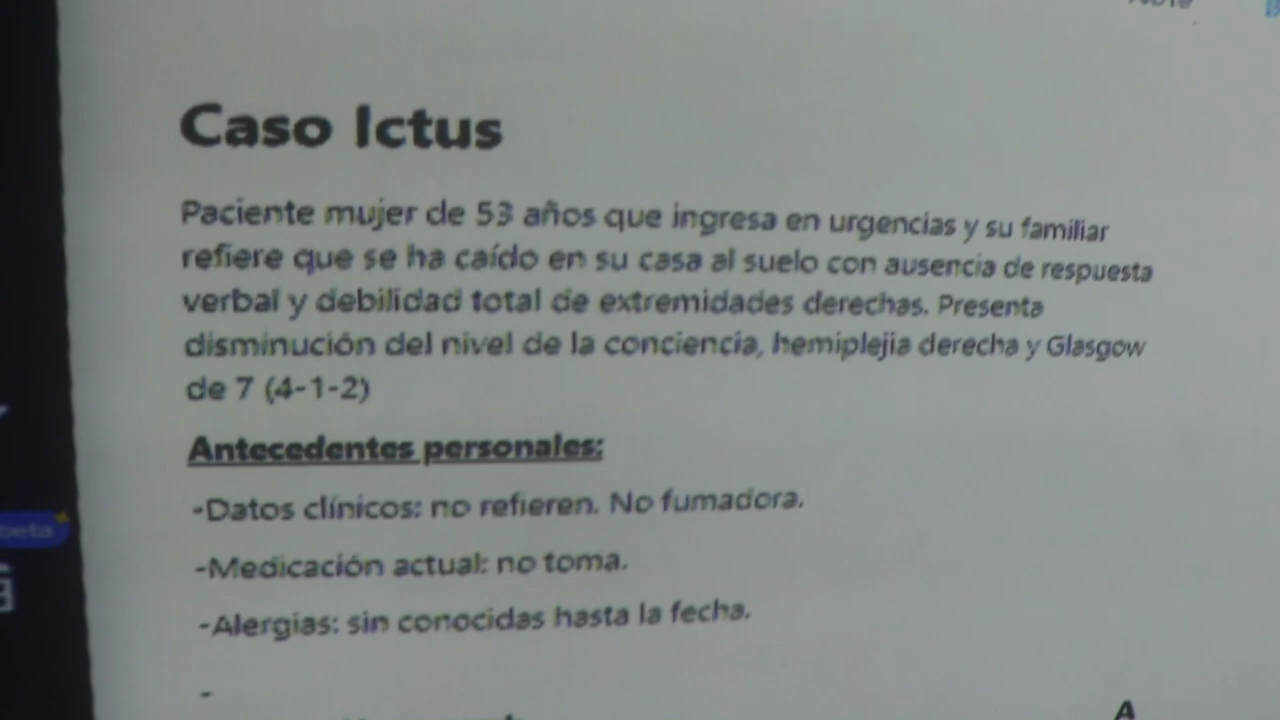 Caso Ictus
Paciente mujer de 53 años que ingresa en urgencias y su familiar
refiere que se ha caído en su casa al suelo con ausencia de respuesta
verbal y debilidad total de extremidades derechas. Presenta
disminución del nivel de la conciencia, hemiplejia derecha y Glasgow
de 7 (4-1-2)
Antecedentes personales:
-Datos clínicos: no refieren. No fumadora.
-Medicación actual: no toma.
beta
-Alergias: sin conocidas hasta la fecha.
-
A